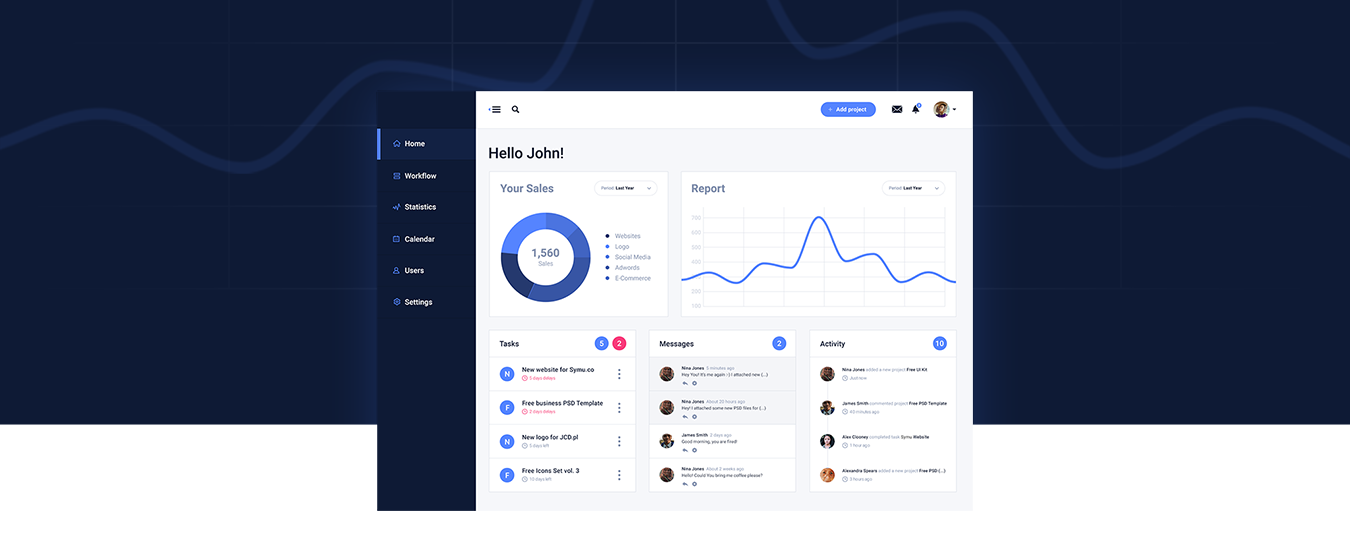 + Add project
Home
Workflow
Statistics
Calendar
Users
Settings
Hello John!
Your Sales
Period: Last Year
1,560
Sales
Websites
Logo
Social Media
Adwords
E-Commerce
Report
Period: Last Year
700
600
500
400
200
100
Tasks
5
2
N
New website for Symu.co
5 days delays
F
Free business PSD Template
2 days delays
N
New logo for JCD.pl
5 days left
F
Free Icons Set vol. 3
10 days left
Messages
2
Nina Jones 5 minutes ago
Hey You! It's me again :-) I attached new (...)
Nina Jones About 20 hours ago
Hey! I attached some new PSD files for (...)
James Smith 2 days ago
Good morning, you are fired!
Nina Jones About 2 weeks ago
Hello! Could You bring me coffee please?
Activity
10
Nina Jones added a new project Free UI Kit
Just now
James Smith commented project Free PSD Template
40 minutes ago
Alex Clooney completed task Symu Website
1 hour ago
Alexandra Spears added a new project Free PSD (...)
3 hours ago